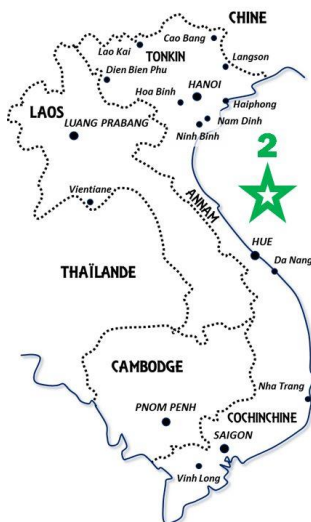 CHINE
Cao Bang
Lao Kai
TONKIN
Langson
Dien Bien Phu
HANOI
Hoa Binh
Haiphong
LAOS
Nam Dinh
LUANG PRABANG
Ninh Bính
2
ANNAM
Vientiane
HUE
Da Nang
THAÏLANDE
CAMBODGE
Nha Trang
PNOM PENH
COCHINCHINE
SAIGON
Vinh Long